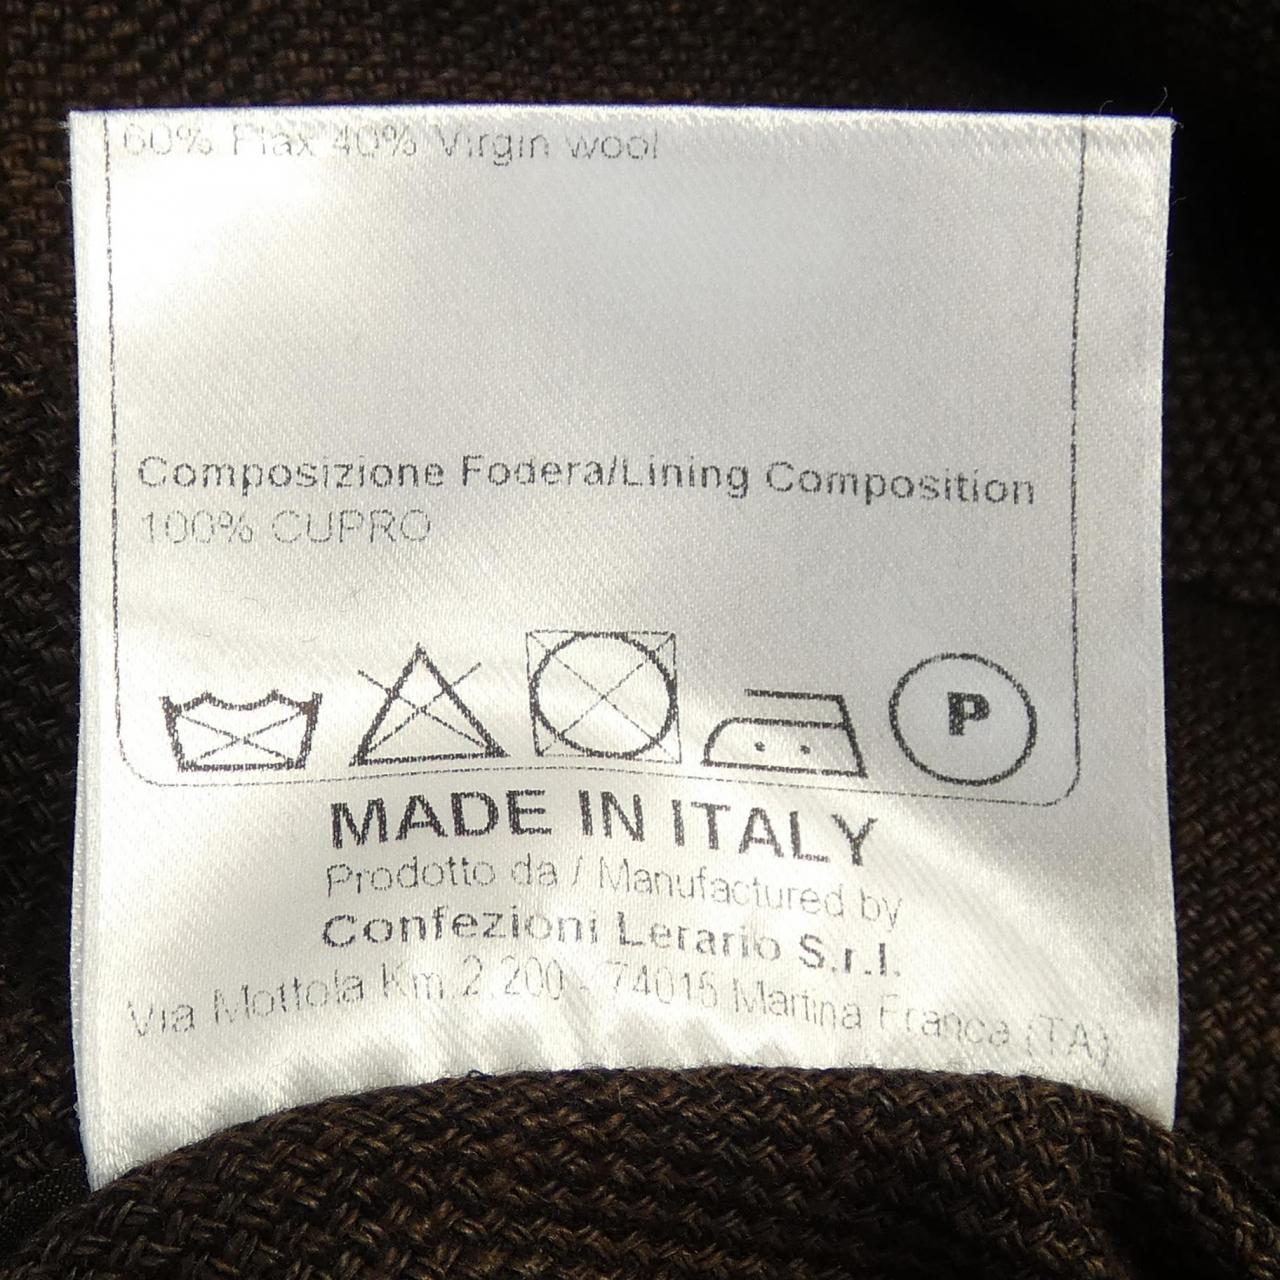 60% Flax 40% Virgin wool
Composizione Fodera/Lining Composition
100% CUPRO
P
MADE IN ITALY
Prodotto da / Manufactured by
Confezioni Lerario S.r.l.
Via Mottola Km 2.200 - 74015 Martina Franca (TA)